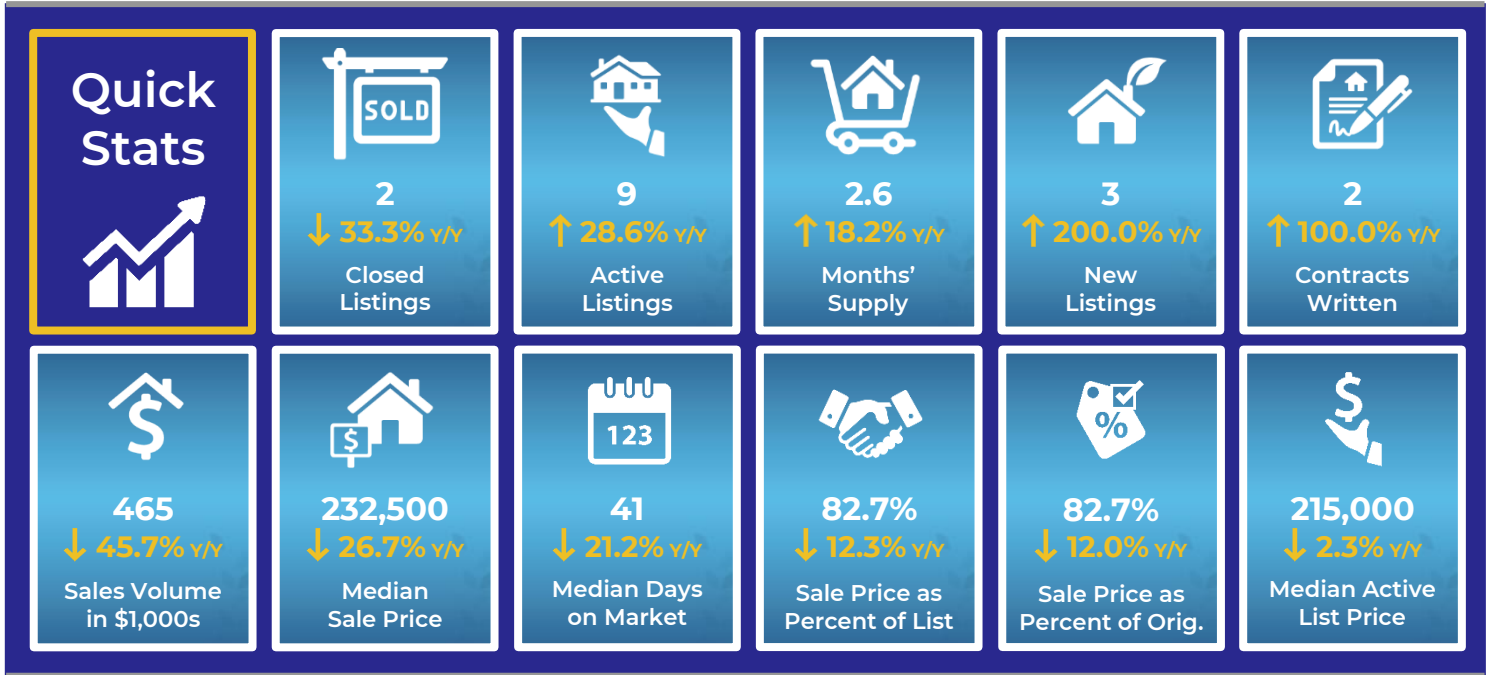 Quick
Stats
SOLD
2
↓ 33.3% Y/Y
Closed
Listings
9
↑ 28.6% Y/Y
Active
Listings
2.6
↑ 18.2% Y/Y
Months’
Supply
3
↑ 200.0% Y/Y
New
Listings
2
↑ 100.0% Y/Y
Contracts
Written
$
465
↓ 45.7% Y/Y
Sales Volume
in $1,000s
$
232,500
↓ 26.7% Y/Y
Median
Sale Price
123
41
↓ 21.2% Y/Y
Median Days
on Market
82.7%
↓ 12.3% Y/Y
Sale Price as
Percent of List
%
82.7%
↓ 12.0% Y/Y
Sale Price as
Percent of Orig.
$
215,000
↓ 2.3% Y/Y
Median Active
List Price